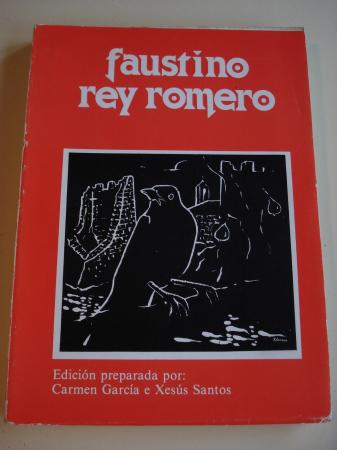 faustino
rey romero
Edición preparada por:
Carmen García e Xesús Santos